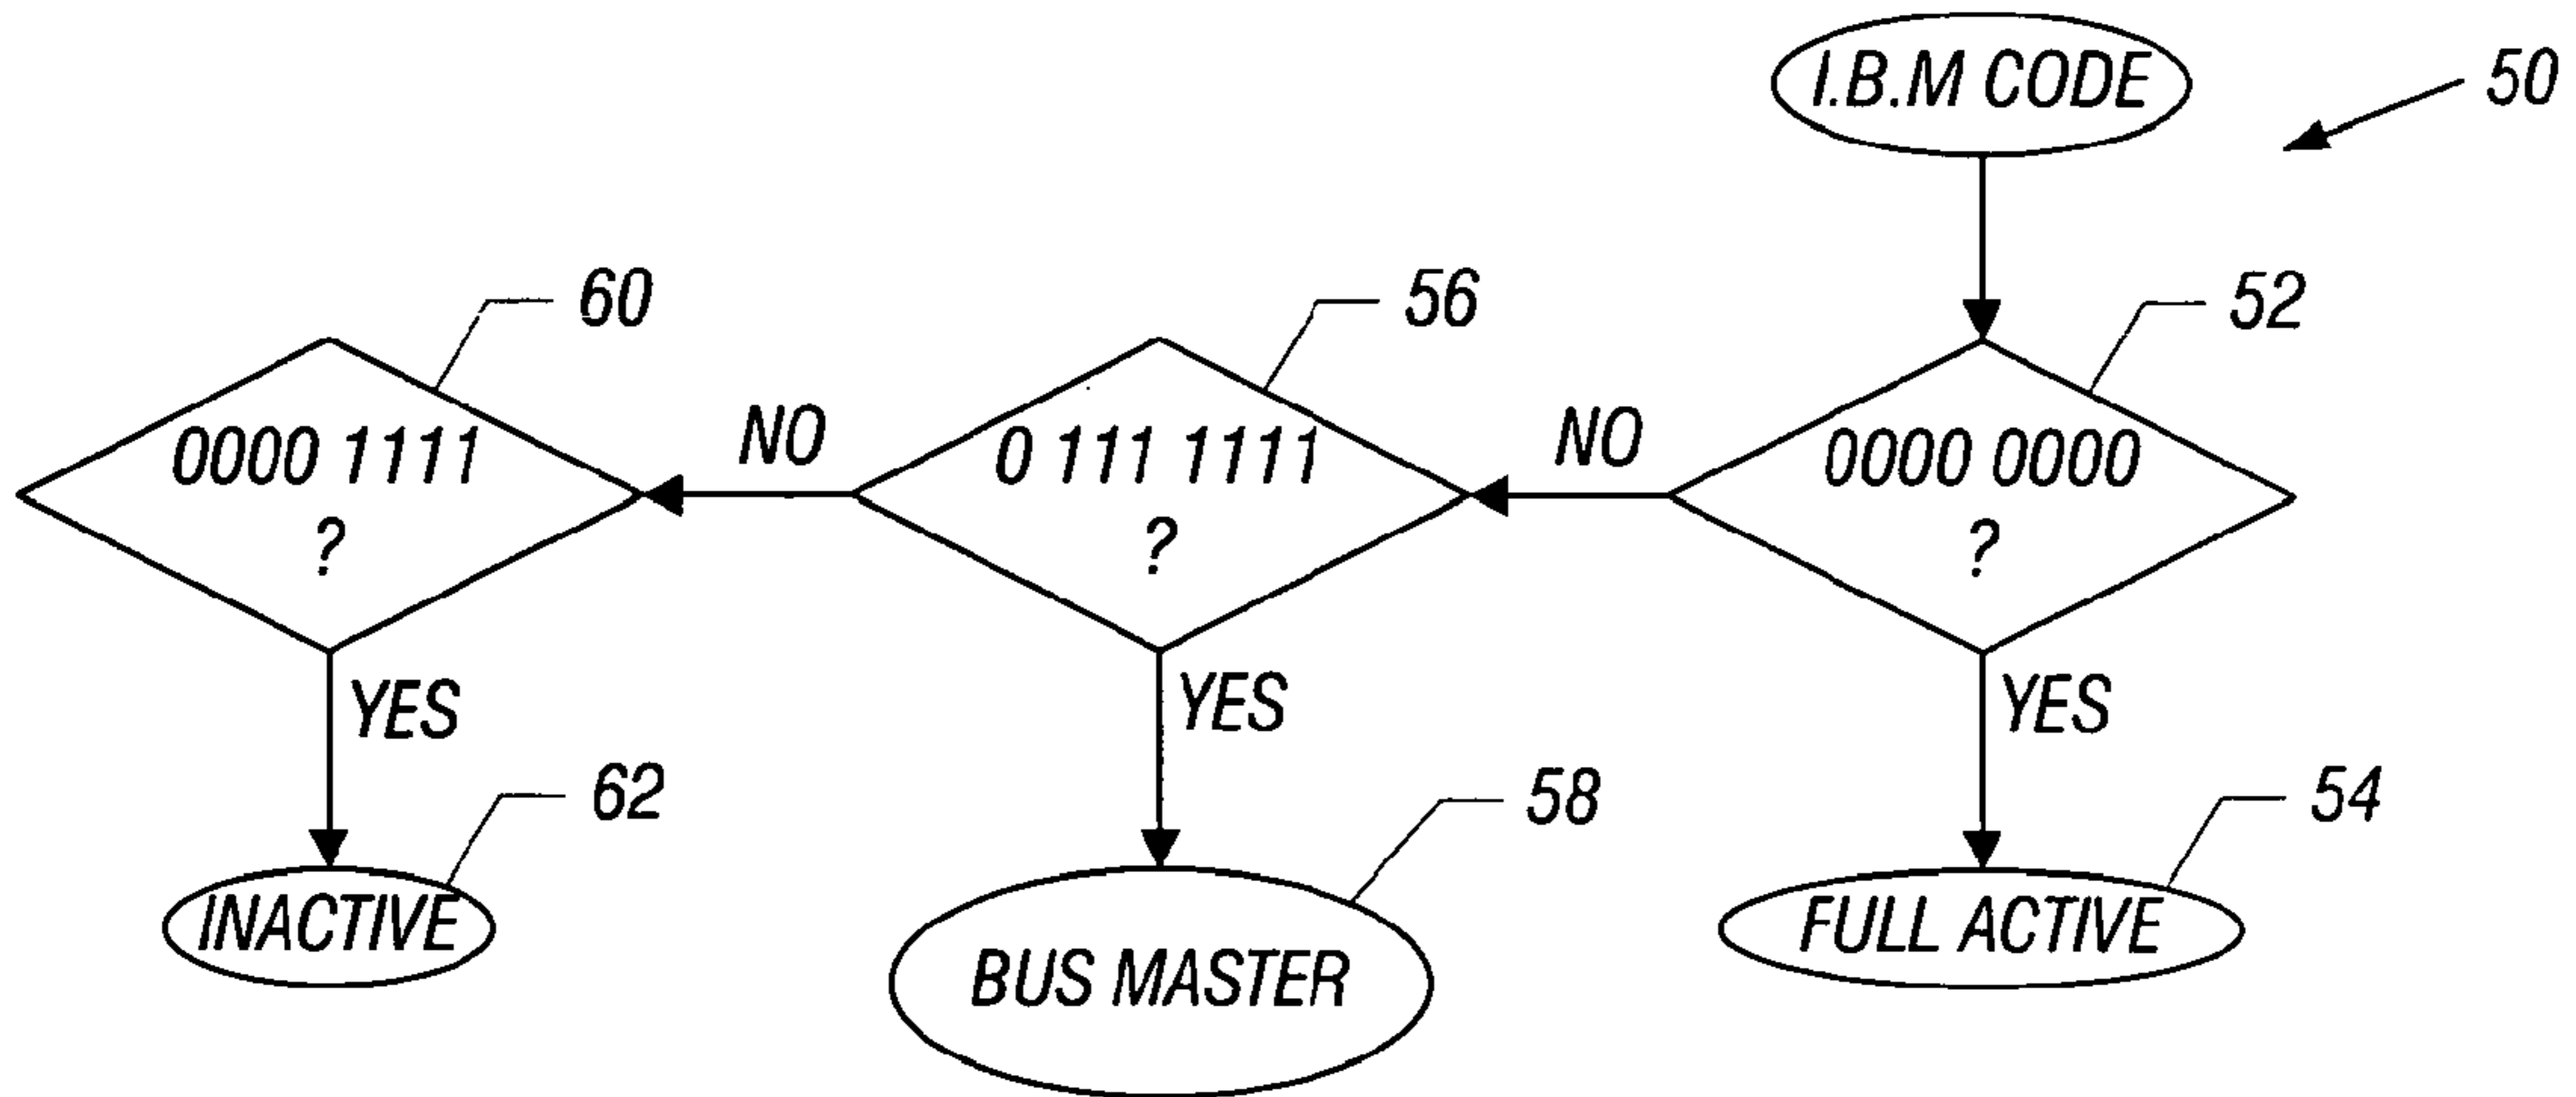 I.B.M CODE
50
60
56
52
0000 1111
?
NO
0 111 1111
?
NO
0000 0000
?
YES
YES
YES
62
58
54
INACTIVE
BUS MASTER
FULL ACTIVE